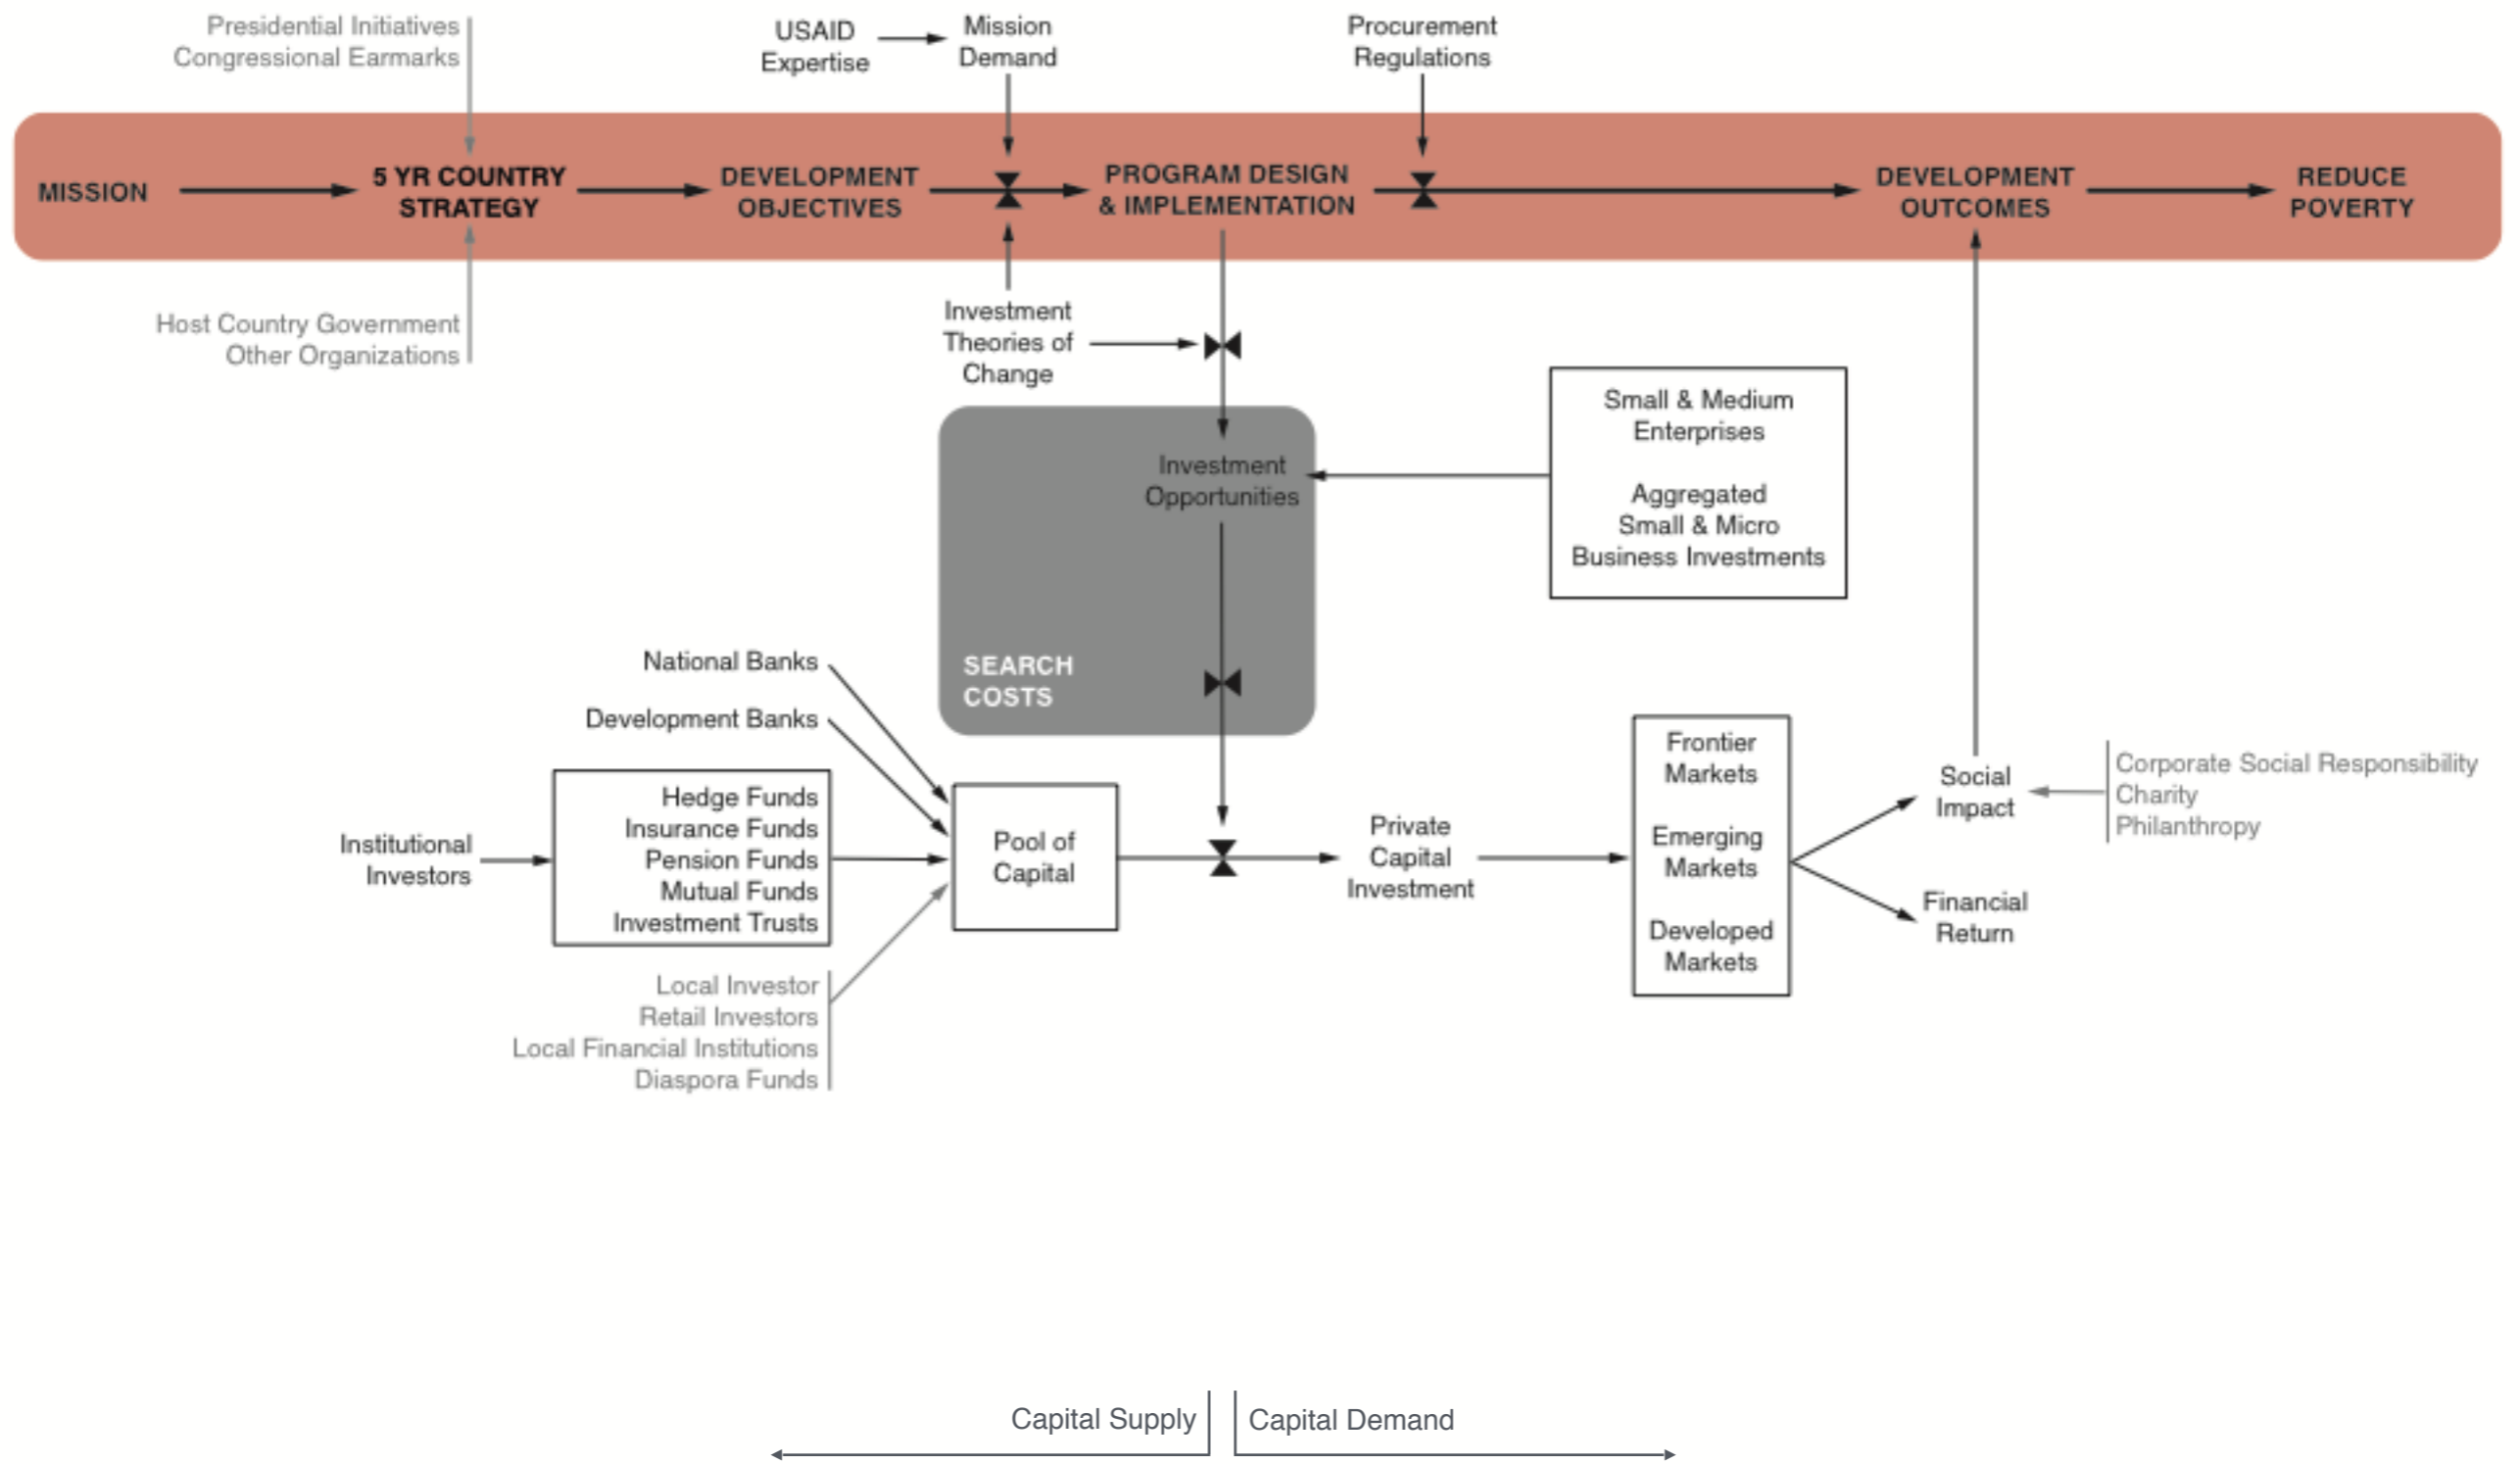 Presidential Initiatives
Congressional Earmarks
USAID
Expertise
Mission
Demand
Procurement
Regulations
MISSION
5 YR COUNTRY
STRATEGY
DEVELOPMENT
OBJECTIVES
PROGRAM DESIGN
& IMPLEMENTATION
DEVELOPMENT
OUTCOMES
REDUCE
POVERTY
Host Country Government
Other Organizations
Investment
Theories of
Change
Small & Medium
Enterprises
Aggregated
Small & Micro
Business Investments
Investment
Opportunities
SEARCH
COSTS
National Banks
Development Banks
Institutional
Investors
Hedge Funds
Insurance Funds
Pension Funds
Mutual Funds
Investment Trusts
Local Investor
Retail Investors
Local Financial Institutions
Diaspora Funds
Pool of
Capital
Private
Capital
Investment
Frontier
Markets
Emerging
Markets
Developed
Markets
Social
Impact
Financial
Return
Corporate Social Responsibility
Charity
Philanthropy
Capital Supply
Capital Demand